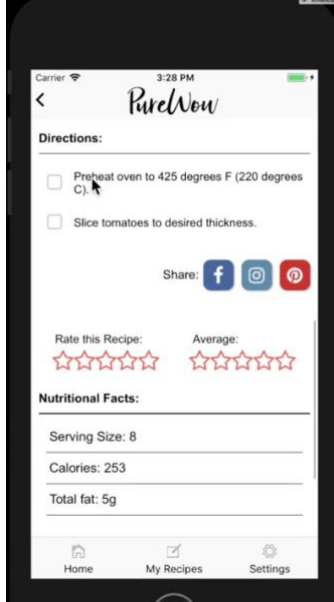 Carrier 3:28 PM
PureWow
Directions:
Preheat oven to 425 degrees F (220 degrees
C).
Slice tomatoes to desired thickness.
Share:
Rate this Recipe: Average:
Nutritional Facts:
Serving Size: 8
Calories: 253
Total fat: 5g
Home My Recipes Settings